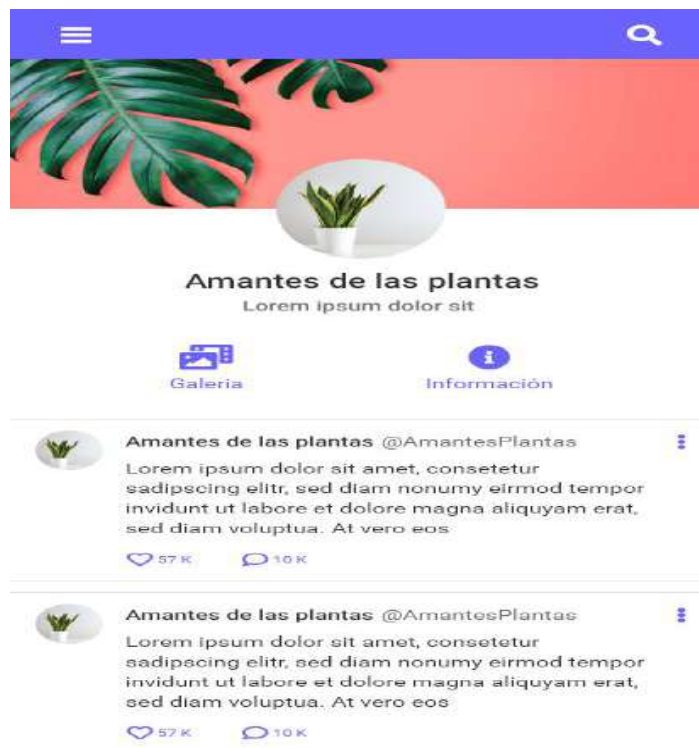 Amantes de las plantas
Lorem ipsum dolor sit
Galeria
Información
Amantes de las plantas @AmantesPlantas
Lorem ipsum dolor sit amet, consetetur
sadipscing elitr, sed diam nonumy eirmod tempor
invidunt ut labore et dolore magna aliquyam erat,
sed diam voluptua. At vero eos
57 K 10 K
Amantes de las plantas @AmantesPlantas
Lorem ipsum dolor sit amet, consetetur
sadipscing elitr, sed diam nonumy eirmod tempor
invidunt ut labore et dolore magna aliquyam erat,
sed diam voluptua. At vero eos
57 K 10 K